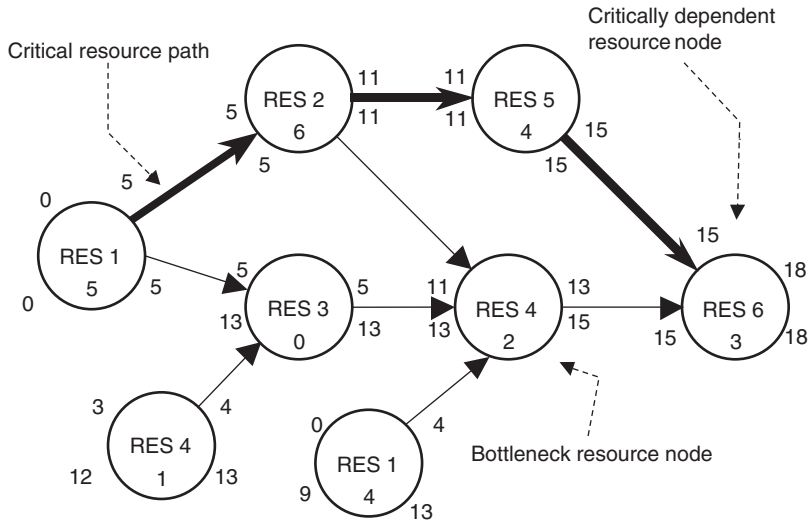 Critically dependent
resource node
Critical resource path
11 11
RES 2 RES 5
5 11 11
6 4 15
5 15
5
0
15
RES 1 18
5 5 5 5 11 13
RES 3 RES 4 RES 6
0 13 13 13 15 15 3 18
0 2
3 4 0 4
RES 4 Bottleneck resource node
RES 1
12 1 13
9 4 13